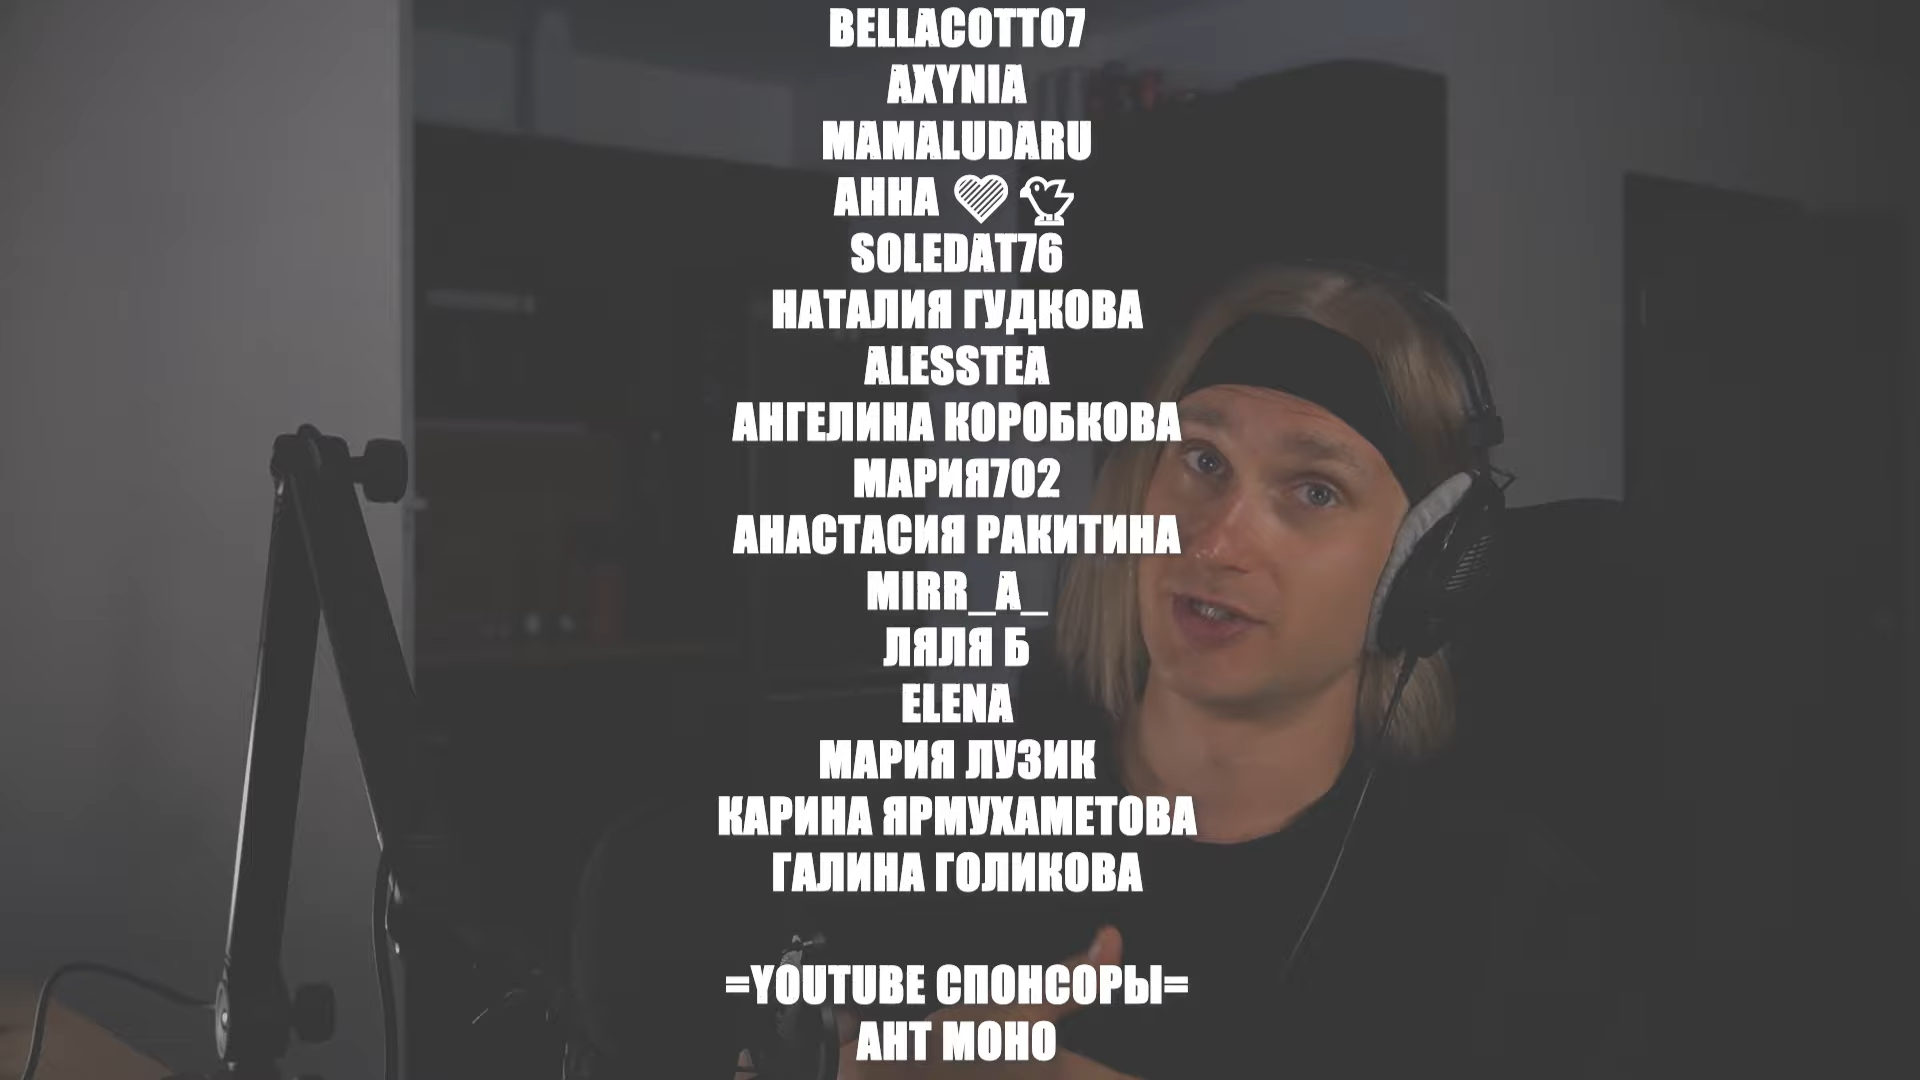 BELLACOTTO7
AXYNIA
MAMALUDARU
АННА 💜 🐦
SOLEDAT76
НАТАЛИЯ ГУДКОВА
ALESSTEA
АНГЕЛИНА КОРОБКОВА
МАРИЯ702
АНАСТАСИЯ РАКИТИНА
MIRR_A_
ЛЯЛЯ Б
ELENA
МАРИЯ ЛУЗИК
КАРИНА ЯРМУХАМЕТОВА
ГАЛИНА ГОЛИКОВА
=YOUTUBE СПОНСОРЫ=
АНТ МОНО